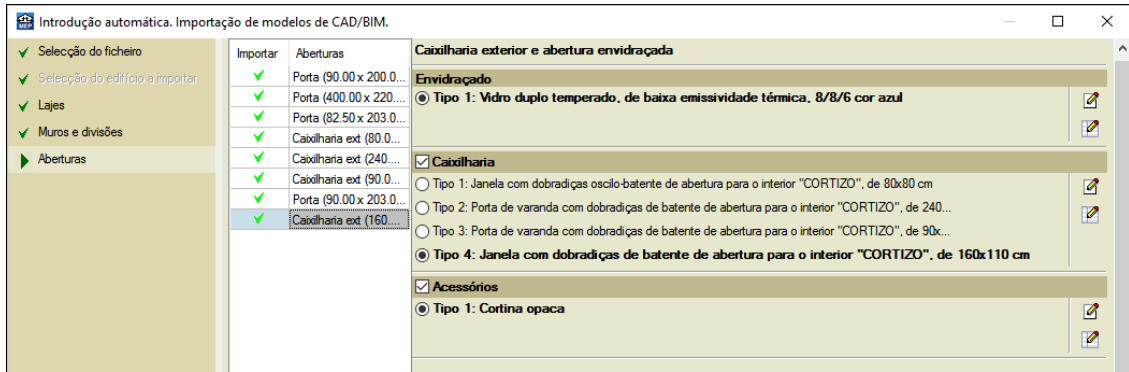 MEP
Introdução automática. Importação de modelos de CAD/BIM.
Selecção do ficheiro
Selecção do edifício a importar
Lajes
Muros e divisões
Aberturas
Importar Aberturas
Porta (90.00 x 200.0...
Porta (400.00 x 220....
Porta (82.50 x 203.0...
Caixilharia ext (80.0...
Caixilharia ext (240....
Caixilharia ext (90.0...
Porta (90.00 x 203.0...
Caixilharia ext (160....
Caixilharia exterior e abertura envidraçada
Envidraçado
Tipo 1: Vidro duplo temperado, de baixa emissividade térmica, 8/8/6 cor azul
Caixilharia
Tipo 1: Janela com dobradiças oscilo-batente de abertura para o interior "CORTIZO", de 80x80 cm
Tipo 2: Porta de varanda com dobradiças de batente de abertura para o interior "CORTIZO", de 240...
Tipo 3: Porta de varanda com dobradiças de batente de abertura para o interior "CORTIZO", de 90x...
Tipo 4: Janela com dobradiças de batente de abertura para o interior "CORTIZO", de 160x110 cm
Acessórios
Tipo 1: Cortina opaca